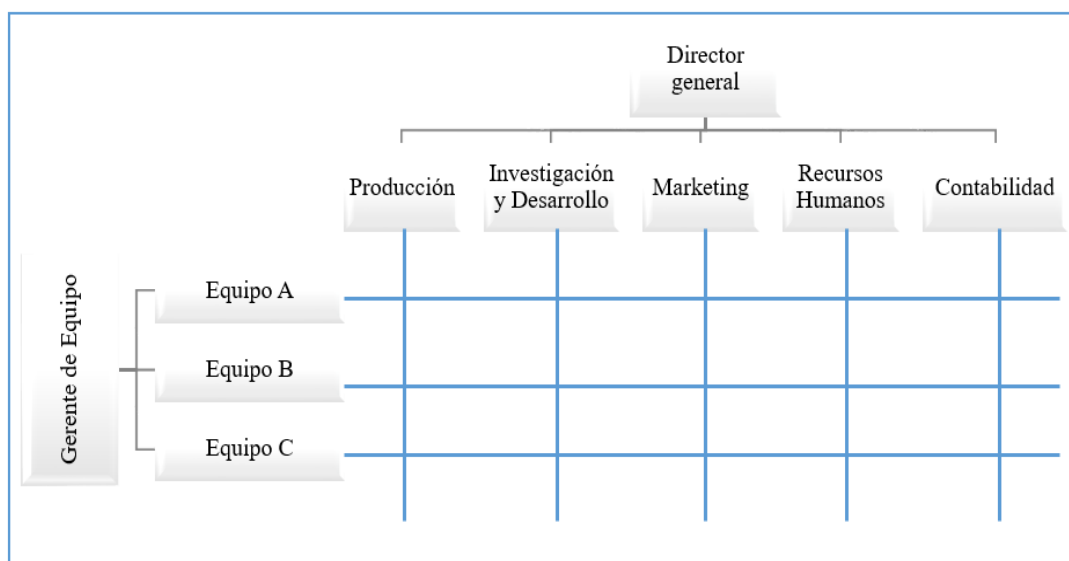 Director
general
Producción
Investigación
y Desarrollo
Marketing
Recursos
Humanos
Contabilidad
Gerente de Equipo
Equipo A
Equipo B
Equipo C